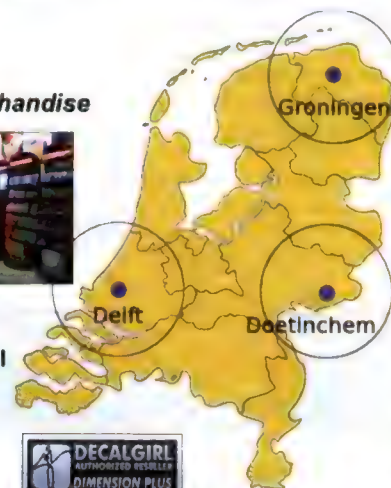 handise
Groningen
Delft
Doetinchem
l
DECALGIRL
AUTHORIZED RESELLER
DIMENSION PLUS